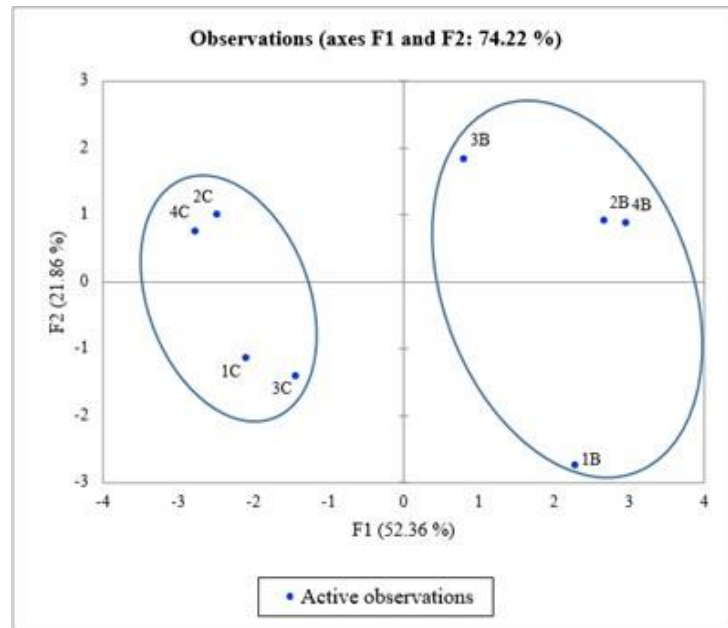 Observations (axes F1 and F2: 74.22 %)
3
3B
2
2C
4C
2B 4B
1
0
F2 (21.86 %)
-1
1C
3C
-2
1B
-3
-4 -3 -2 -1 0 1 2 3 4
F1 (52.36 %)
Active observations